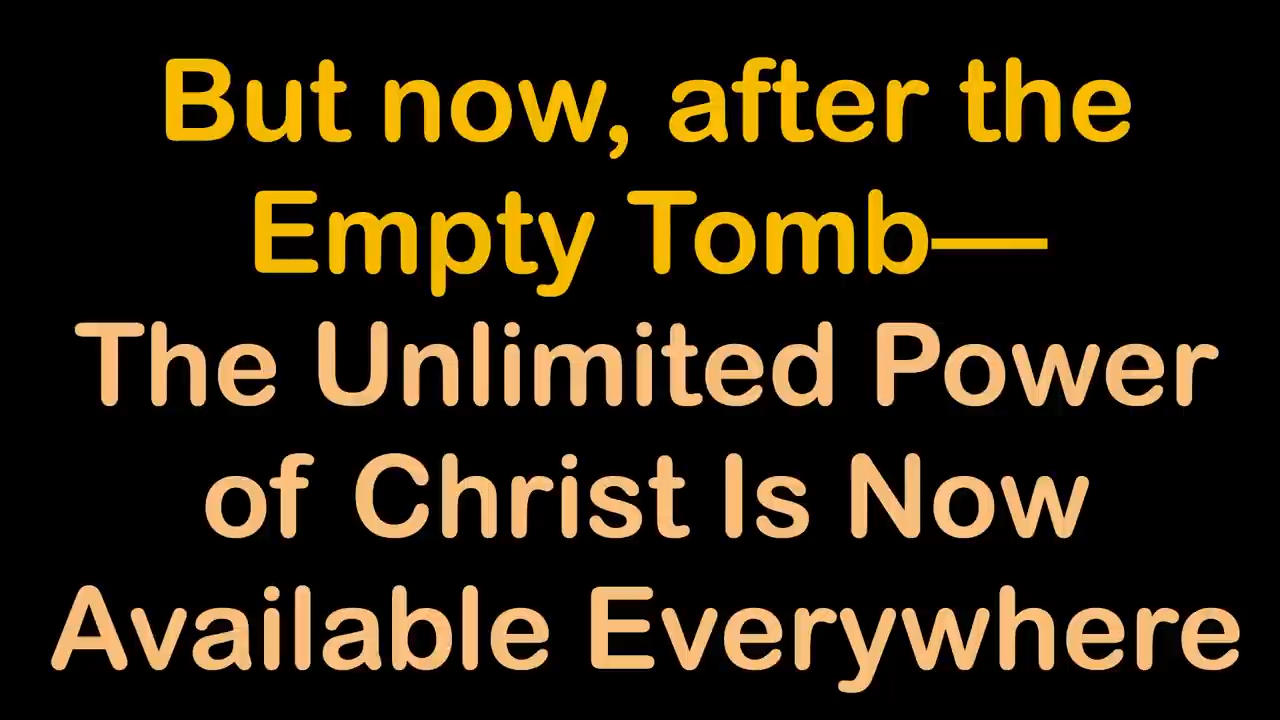 But now, after the
Empty Tomb—
The Unlimited Power
of Christ Is Now
Available Everywhere